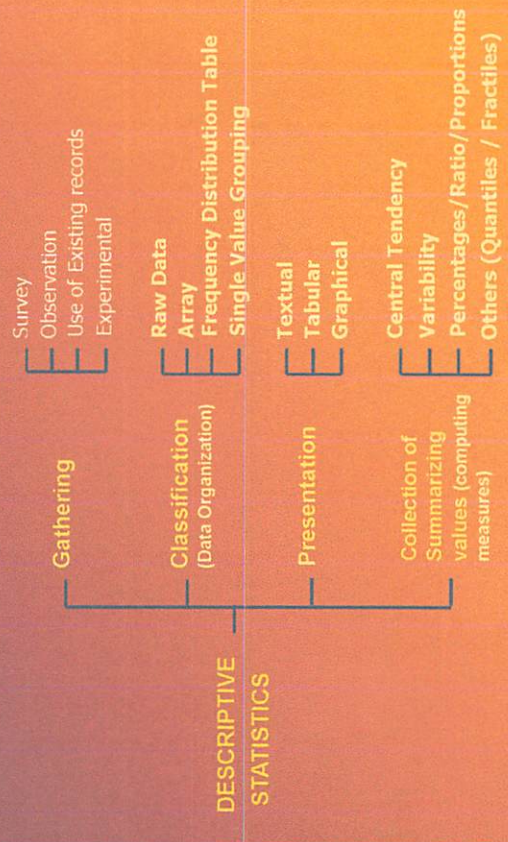 DESCRIPTIVE
STATISTICS
Gathering
Survey
Observation
Use of Existing records
Experimental
Classification
(Data Organization)
Raw Data
Array
Frequency Distribution Table
Single Value Grouping
Presentation
Textual
Tabular
Graphical
Collection of
Summarizing
values (computing
measures)
Central Tendency
Variability
Percentages/Ratio/Proportions
Others (Quantiles / Fractiles)